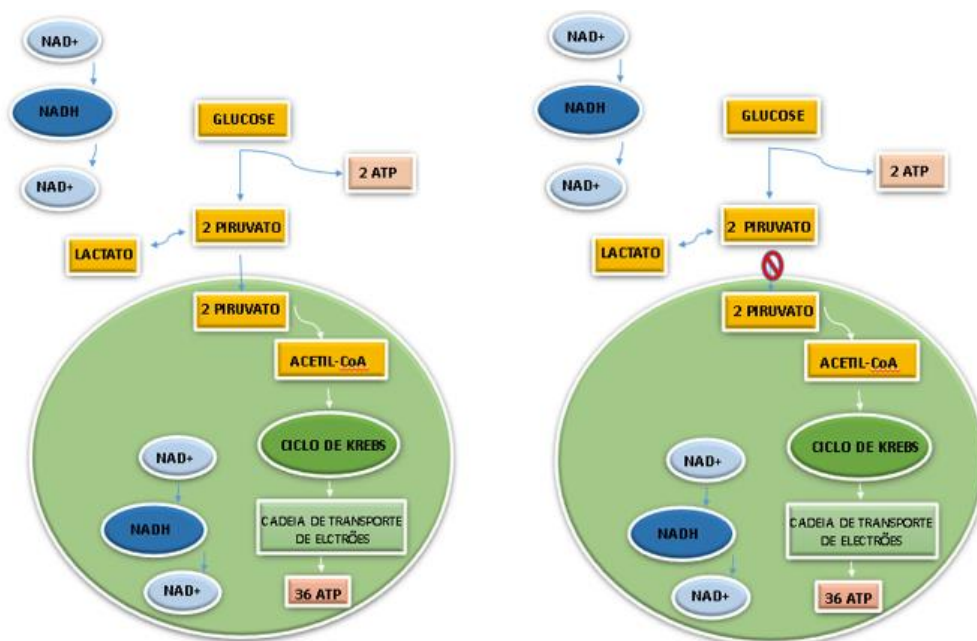 NAD+
NADH
NAD+
GLUCOSE
2 ATP
2 PIRUVATO
LACTATO
2 PIRUVATO
ACETIL-CoA
CICLO DE KREBS
NAD+
NADH
NAD+
CADEIA DE TRANSPORTE
DE ELCTRÕES
36 ATP
NAD+
NADH
NAD+
GLUCOSE
2 ATP
2 PIRUVATO
LACTATO
2 PIRUVATO
ACETIL-CoA
CICLO DE KREBS
NAD+
NADH
NAD+
CADEIA DE TRANSPORTE
DE ELECTRÕES
36 ATP